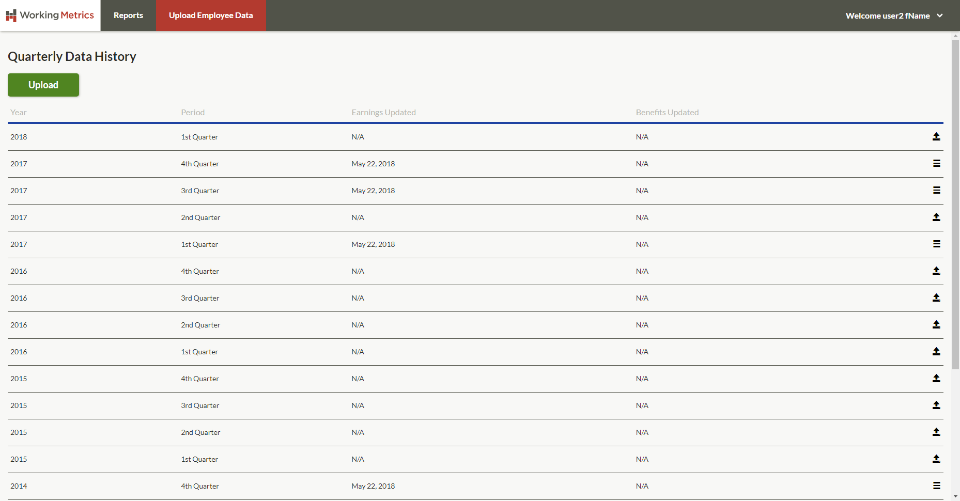 Working Metrics Reports Upload Employee Data Welcome user2 fName
Quarterly Data History
Upload
Year Period Earnings Updated Benefits Updated
2018 1st Quarter N/A N/A
2017 4th Quarter May 22, 2018 N/A
2017 3rd Quarter May 22, 2018 N/A
2017 2nd Quarter N/A N/A
2017 1st Quarter May 22, 2018 N/A
2016 4th Quarter N/A N/A
2016 3rd Quarter N/A N/A
2016 2nd Quarter N/A N/A
2016 1st Quarter N/A N/A
2015 4th Quarter N/A N/A
2015 3rd Quarter N/A N/A
2015 2nd Quarter N/A N/A
2015 1st Quarter N/A N/A
2014 4th Quarter May 22, 2018 N/A